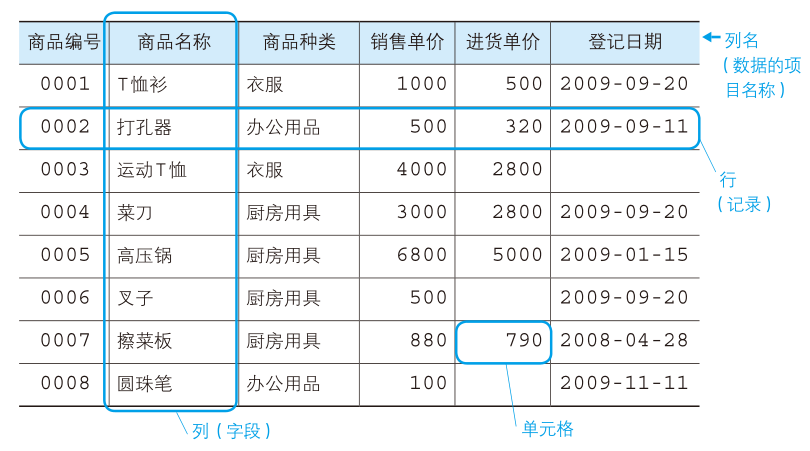 商品编号 商品名称 商品种类 销售单价 进货单价 登记日期
0001 T恤衫 衣服 1000 500 2009-09-20
0002 打孔器 办公用品 500 320 2009-09-11
0003 运动T恤 衣服 4000 2800
0004 菜刀 厨房用具 3000 2800 2009-09-20
0005 高压锅 厨房用具 6800 5000 2009-01-15
0006 叉子 厨房用具 500 2009-09-20
0007 擦菜板 厨房用具 880 790 2008-04-28
0008 圆珠笔 办公用品 100 2009-11-11
列名
(数据的项
目名称)
行
(记录)
列(字段)
单元格